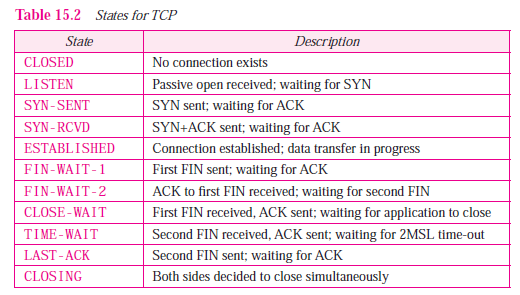 Table 15.2 States for TCP
State Description
CLOSED No connection exists
LISTEN Passive open received; waiting for SYN
SYN-SENT SYN sent; waiting for ACK
SYN-RCVD SYN+ACK sent; waiting for ACK
ESTABLISHED Connection established; data transfer in progress
FIN-WAIT-1 First FIN sent; waiting for ACK
FIN-WAIT-2 ACK to first FIN received; waiting for second FIN
CLOSE-WAIT First FIN received, ACK sent; waiting for application to close
TIME-WAIT Second FIN received, ACK sent; waiting for 2MSL time-out
LAST-ACK Second FIN sent; waiting for ACK
CLOSING Both sides decided to close simultaneously